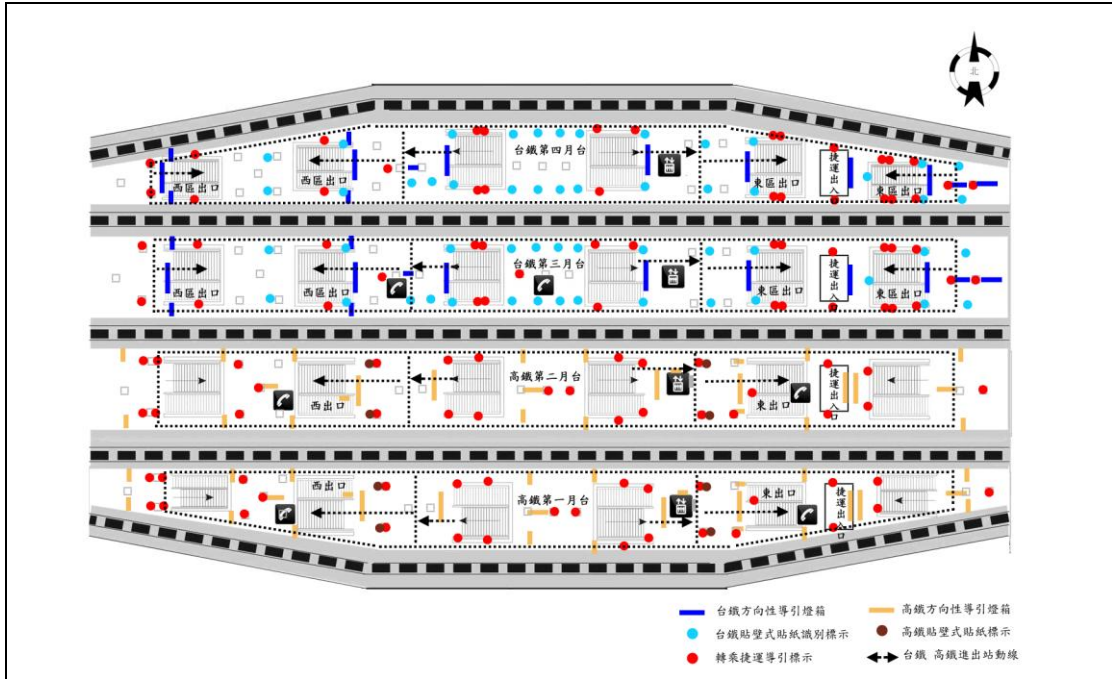 北
台鐵第四月台
西區出口
西區出口
東區出口
捷運出入口
東區出口
台鐵第三月台
西區出口
西區出口
東區出口
捷運出入口
東區出口
高鐵第二月台
西出口
東出口
捷運出入口
高鐵第一月台
西出口
東出口
捷運出入口
台鐵方向性導引燈箱
高鐵方向性導引燈箱
台鐵貼壁式貼紙識別標示
高鐵貼壁式貼紙標示
轉乘捷運導引標示
台鐵 高鐵進出站動線